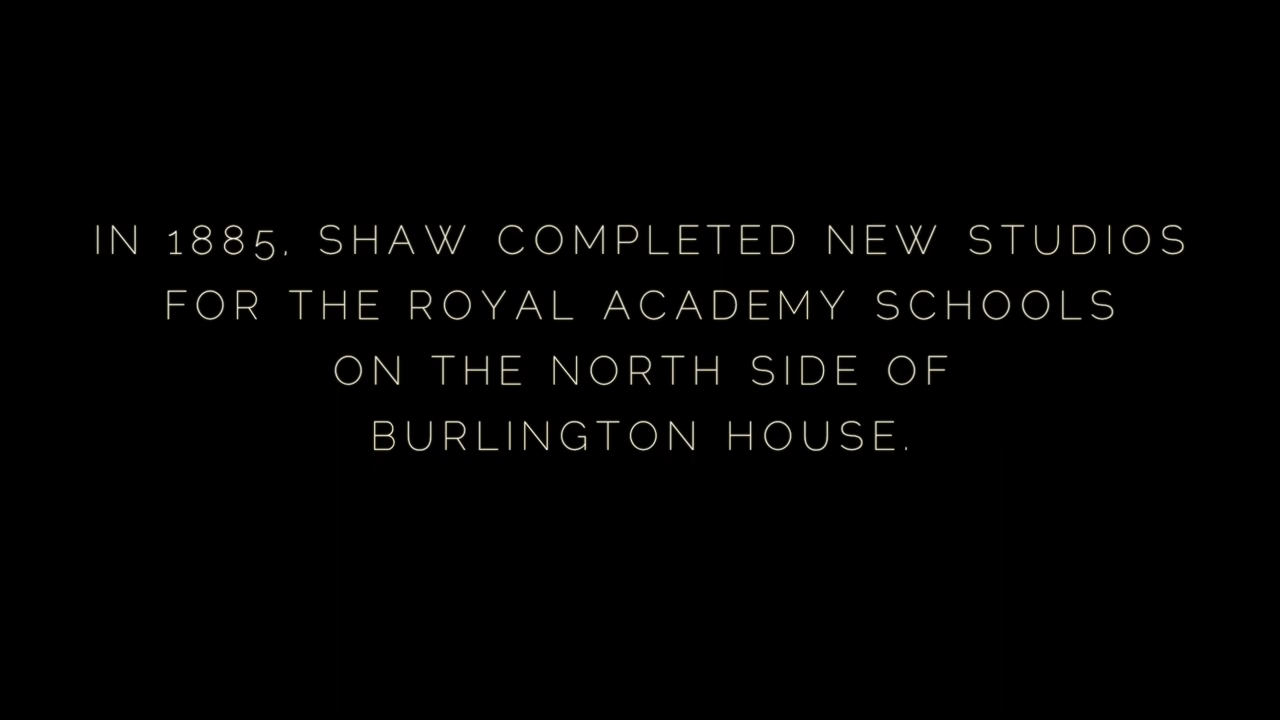 IN 1885, SHAW COMPLETED NEW STUDIOS
FOR THE ROYAL ACADEMY SCHOOLS
ON THE NORTH SIDE OF
BURLINGTON HOUSE.